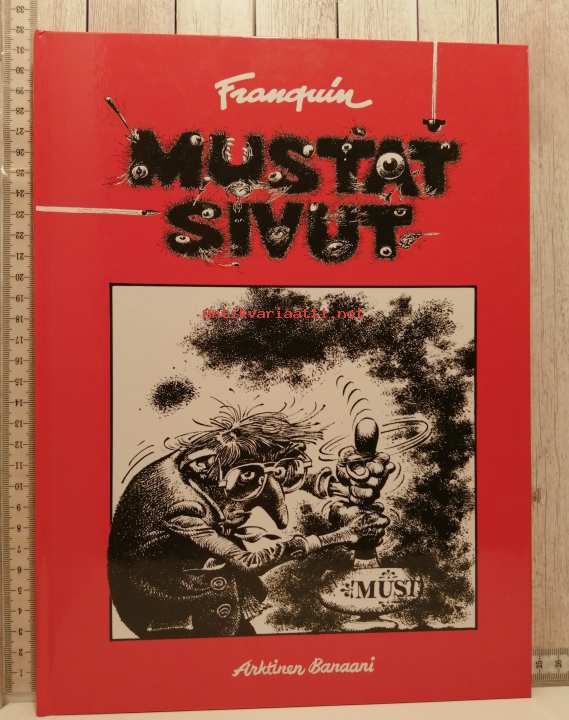 Franquin
MUSTAT
SIVUT
antikvariaatti.net
MUST
Arktinen Banaani